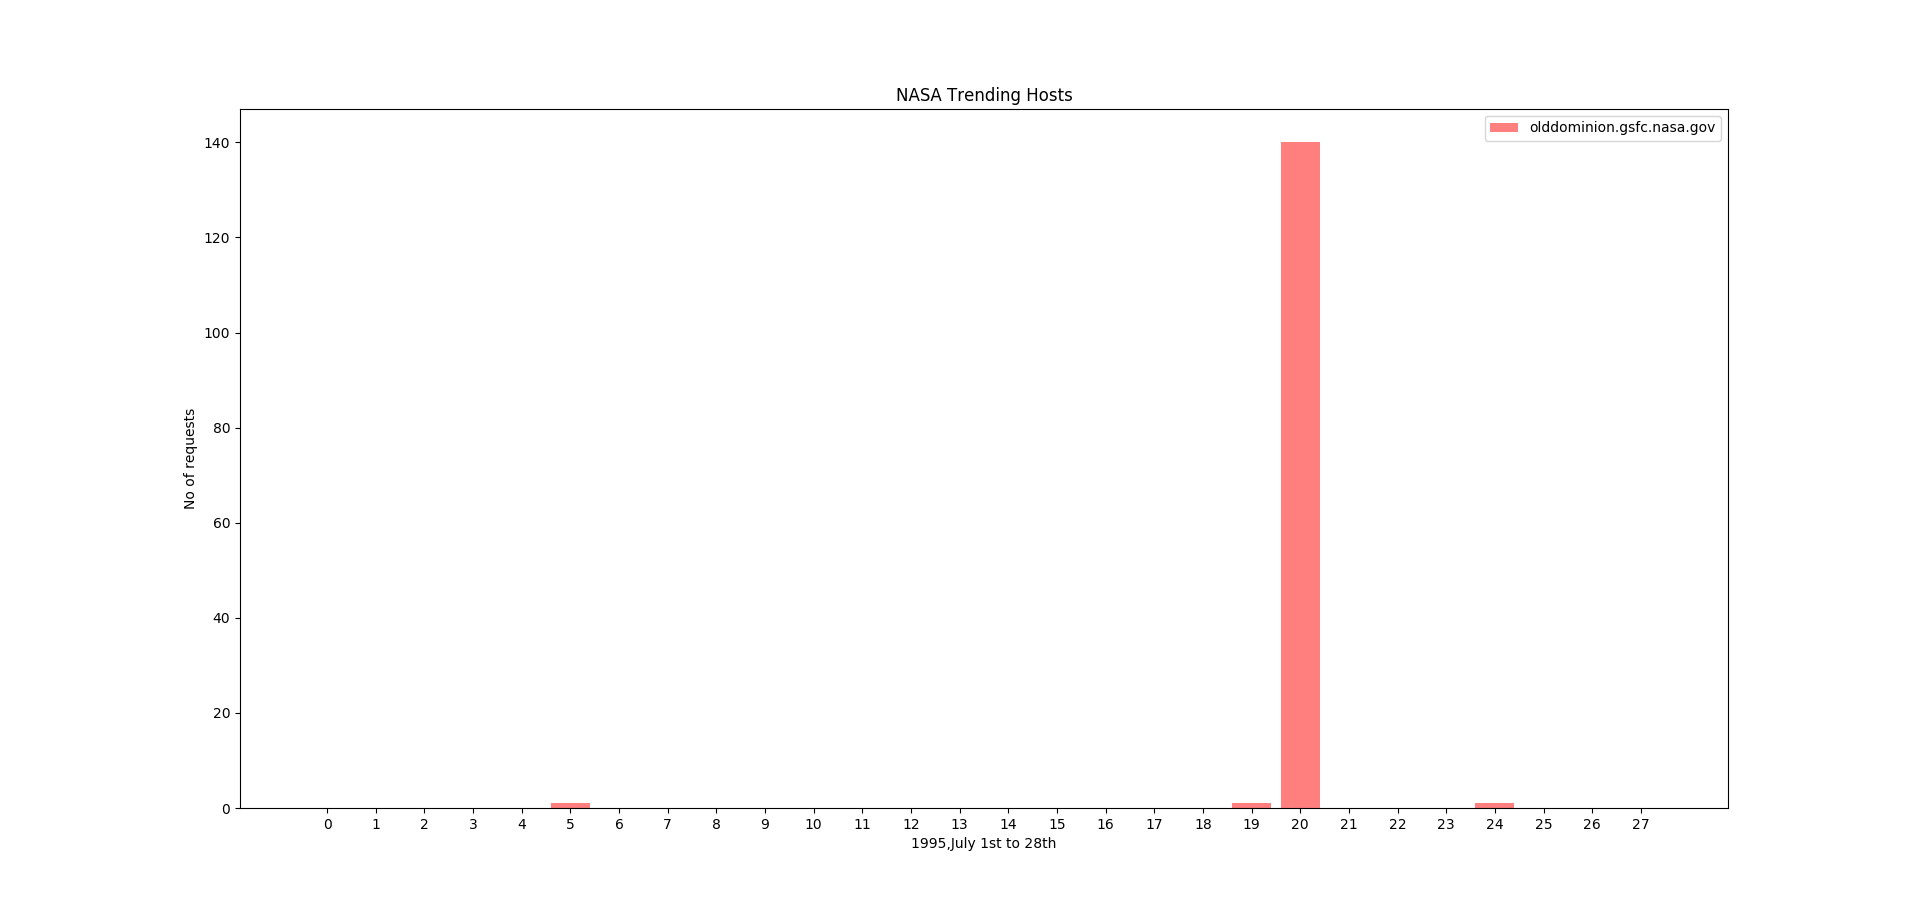 NASA Trending Hosts
olddominion.gsfc.nasa.gov
140
120
100
80
60
40
20
0
No of requests
0 1 2 3 4 5 6 7 8 9 10 11 12 13 14 15 16 17 18 19 20 21 22 23 24 25 26 27
1995,July 1st to 28th